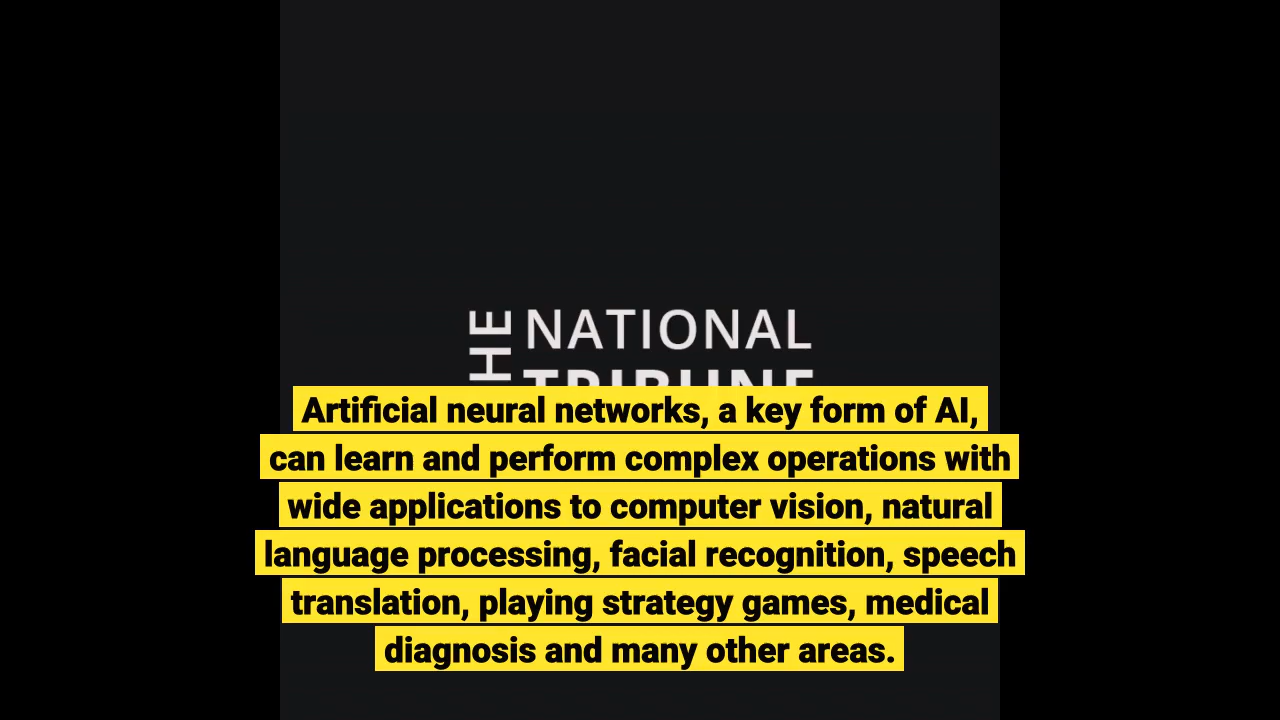 THE NATIONAL
TRIBUNE
Artificial neural networks, a key form of AI,
can learn and perform complex operations with
wide applications to computer vision, natural
language processing, facial recognition, speech
translation, playing strategy games, medical
diagnosis and many other areas.